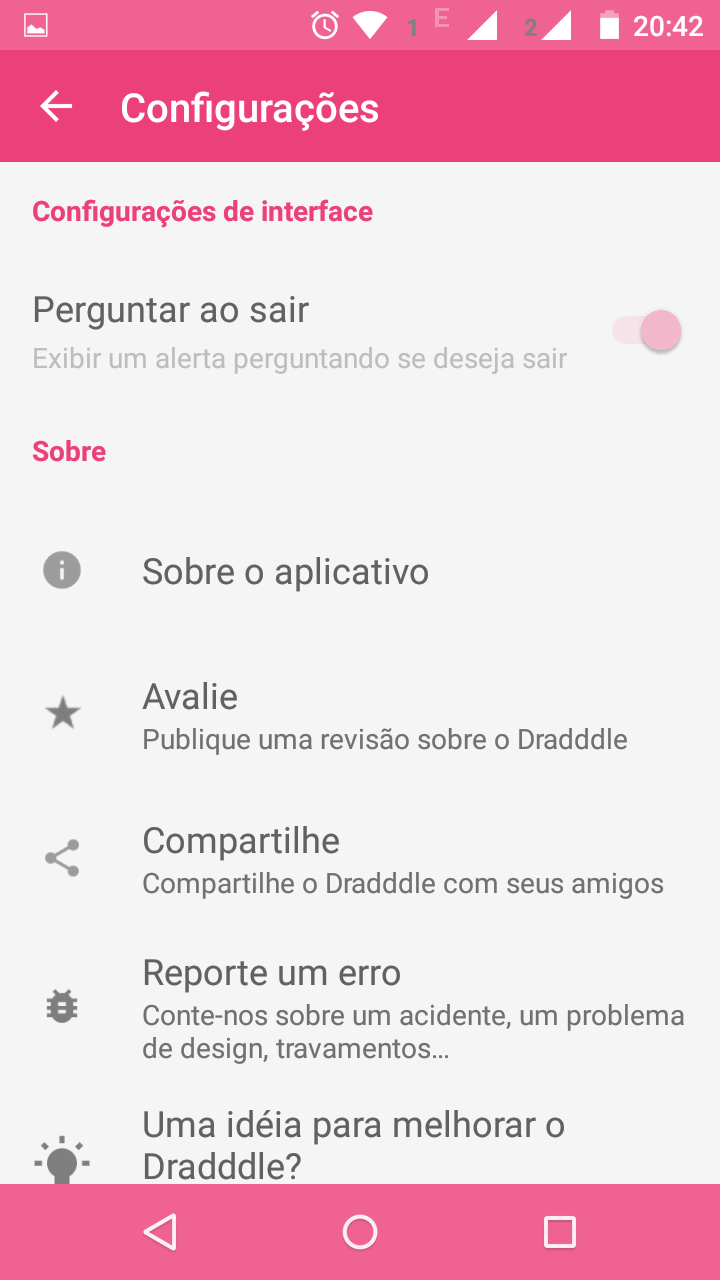 1 E 2 20:42
Configurações
Configurações de interface
Perguntar ao sair
Exibir um alerta perguntando se deseja sair
Sobre
Sobre o aplicativo
Avalie
Publique uma revisão sobre o Dradddle
Compartilhe
Compartilhe o Dradddle com seus amigos
Reporte um erro
Conte-nos sobre um acidente, um problema
de design, travamentos...
Uma idéia para melhorar o
Dradddle?